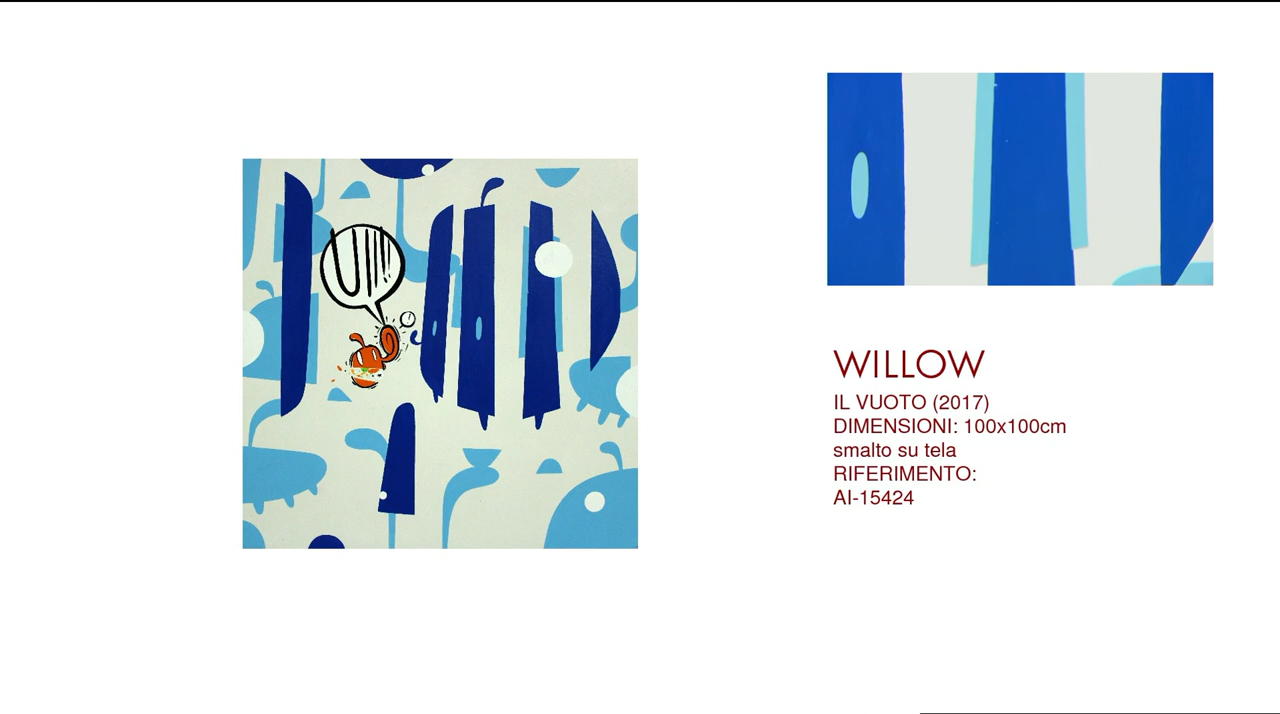 WILLOW
IL VUOTO (2017)
DIMENSIONI: 100x100cm
smalto su tela
RIFERIMENTO:
AI-15424